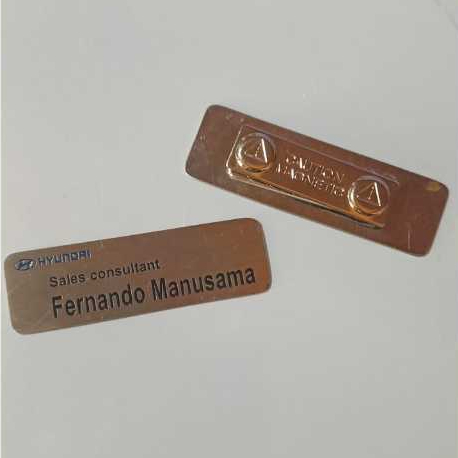 HYUNDAI
Sales consultant
Fernando Manusama
CAUTION
MAGNETIC